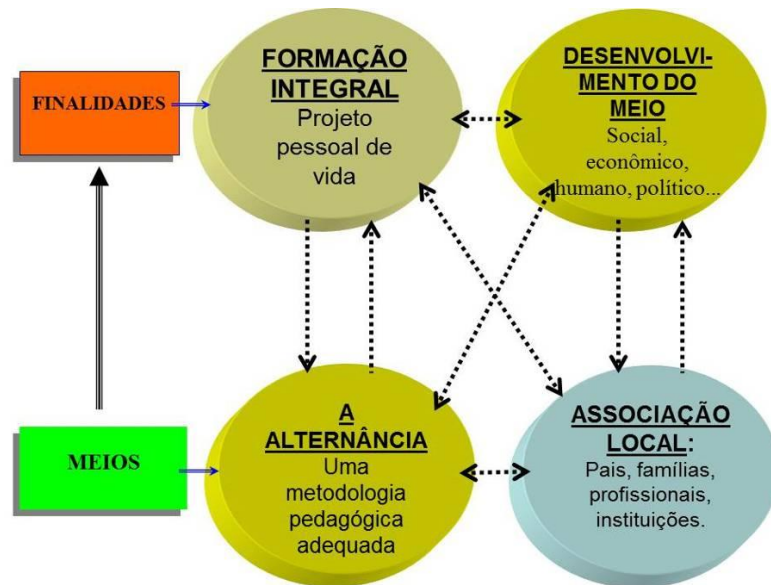 FINALIDADES
FORMAÇÃO
INTEGRAL
Projeto
pessoal de
vida
DESENVOLVI-
MENTO DO
MEIO
Social,
econômico,
humano, político...
MEIOS
A
ALTERNÂNCIA
Uma
metodologia
pedagógica
adequada
ASSOCIAÇÃO
LOCAL:
Pais, famílias,
profissionais,
instituições.